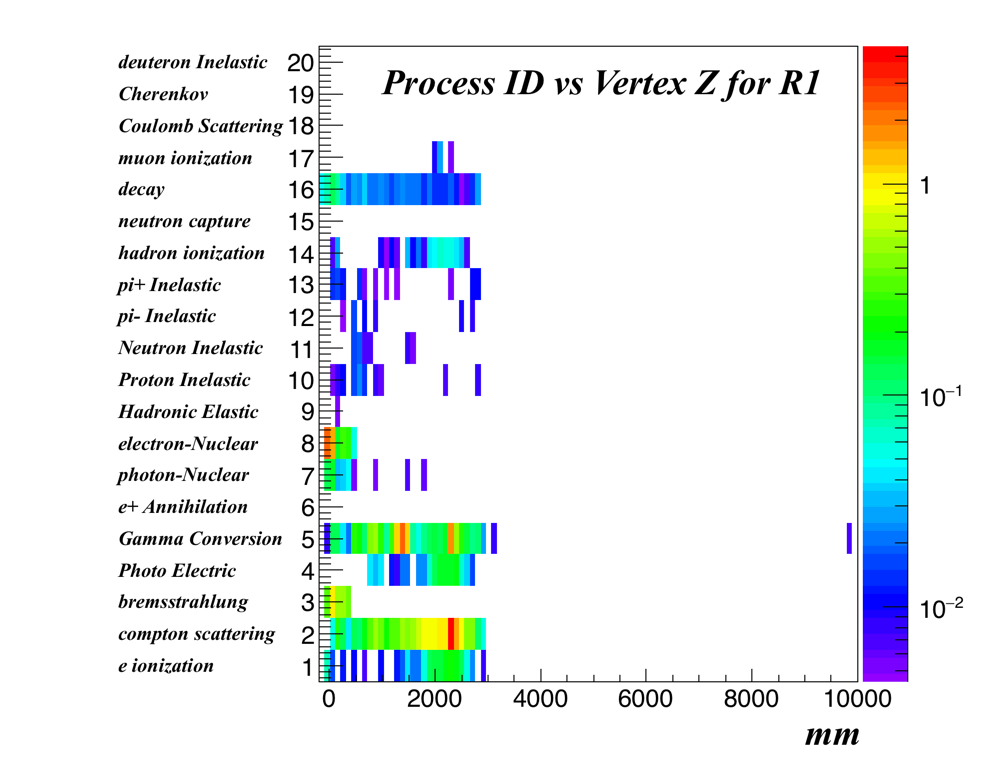 Process ID vs Vertex Z for R1
deuteron Inelastic 20
Cherenkov 19
Coulomb Scattering 18
muon ionization 17
decay 16
neutron capture 15
hadron ionization 14
pi+ Inelastic 13
pi- Inelastic 12
Neutron Inelastic 11
Proton Inelastic 10
Hadronic Elastic 9
electron-Nuclear 8
photon-Nuclear 7
e+ Annihilation 6
Gamma Conversion 5
Photo Electric 4
bremsstrahlung 3
compton scattering 2
e ionization 1
0 2000 4000 6000 8000 10000
mm
1
10⁻¹
10⁻²